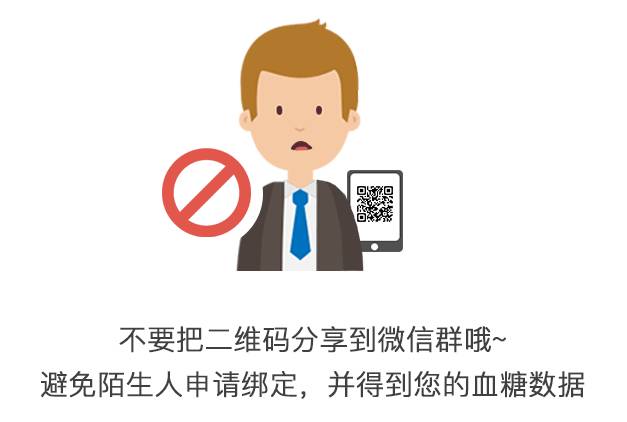 不要把二维码分享到微信群哦~
避免陌生人申请绑定，并得到您的血糖数据